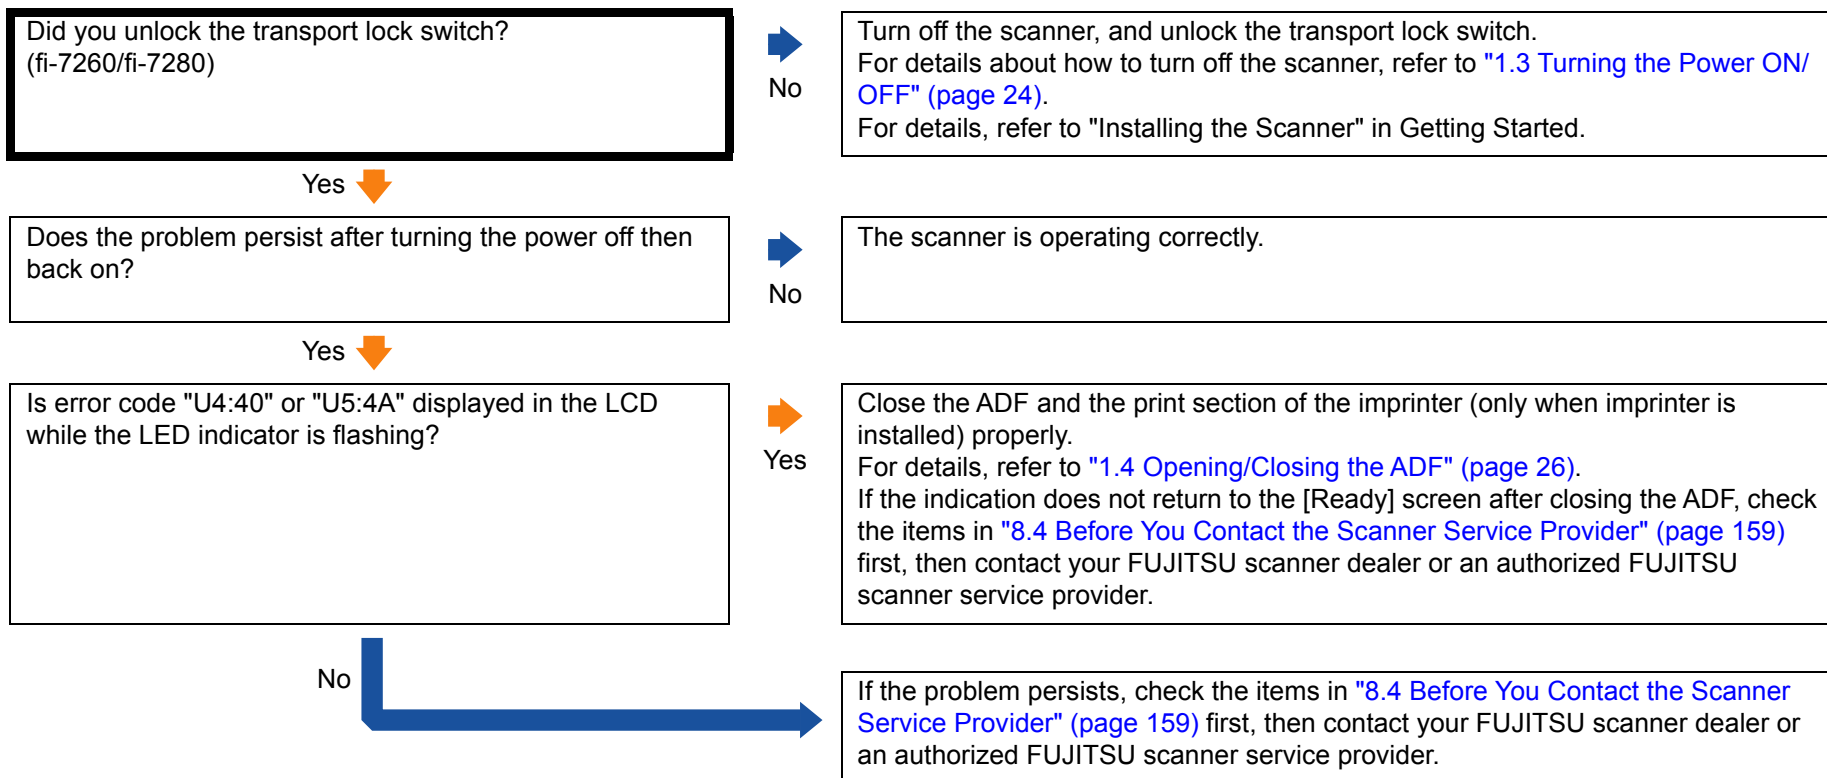 Did you unlock the transport lock switch?
(fi-7260/fi-7280)
No
Turn off the scanner, and unlock the transport lock switch.
For details about how to turn off the scanner, refer to "1.3 Turning the Power ON/
OFF" (page 24).
For details, refer to "Installing the Scanner" in Getting Started.
Yes
Does the problem persist after turning the power off then
back on?
No
The scanner is operating correctly.
Yes
Is error code "U4:40" or "U5:4A" displayed in the LCD
while the LED indicator is flashing?
Yes
Close the ADF and the print section of the imprinter (only when imprinter is
installed) properly.
For details, refer to "1.4 Opening/Closing the ADF" (page 26).
If the indication does not return to the [Ready] screen after closing the ADF, check
the items in "8.4 Before You Contact the Scanner Service Provider" (page 159)
first, then contact your FUJITSU scanner dealer or an authorized FUJITSU
scanner service provider.
No
If the problem persists, check the items in "8.4 Before You Contact the Scanner
Service Provider" (page 159) first, then contact your FUJITSU scanner dealer or
an authorized FUJITSU scanner service provider.